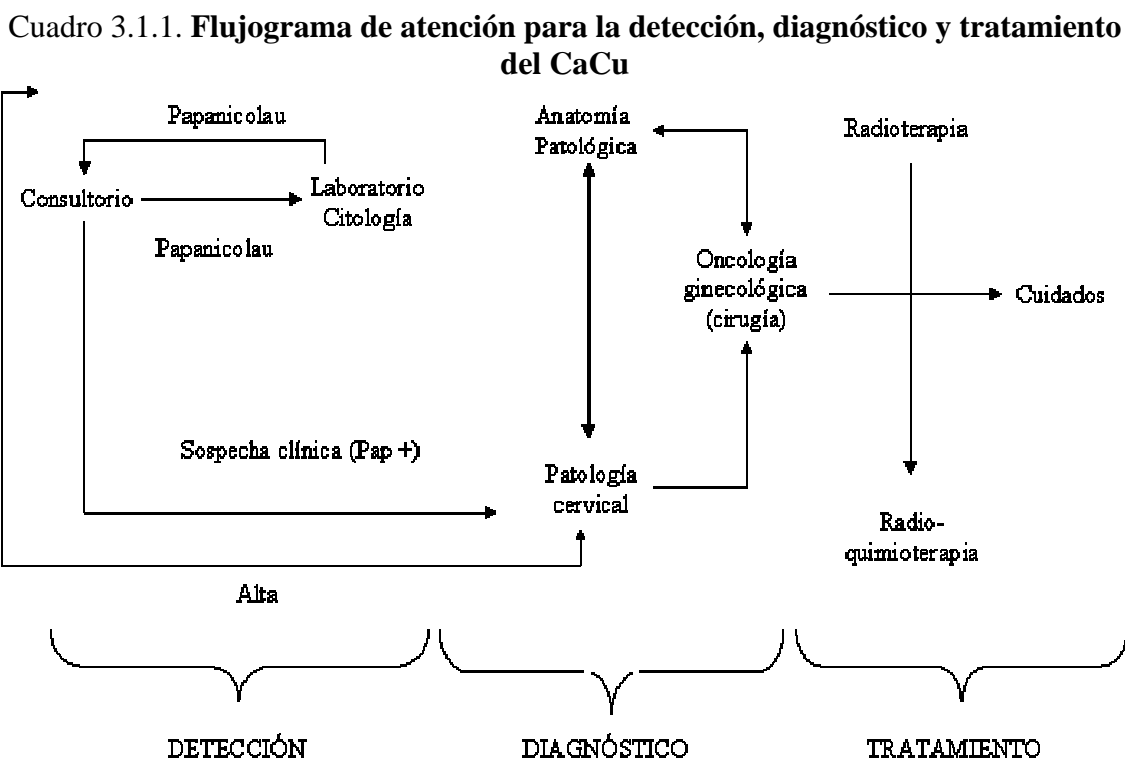 Cuadro 3.1.1. Flujograma de atención para la detección, diagnóstico y tratamiento
del CaCu
Papanicolau
Consultorio
Laboratorio
Citología
Papanicolau
Sospecha clínica (Pap +)
Alta
Anatomía
Patológica
Oncología
ginecológica
(cirugía)
Patología
cervical
Radioterapia
Cuidados
Radio-
quimioterapia
DETECCIÓN
DIAGNÓSTICO
TRATAMIENTO